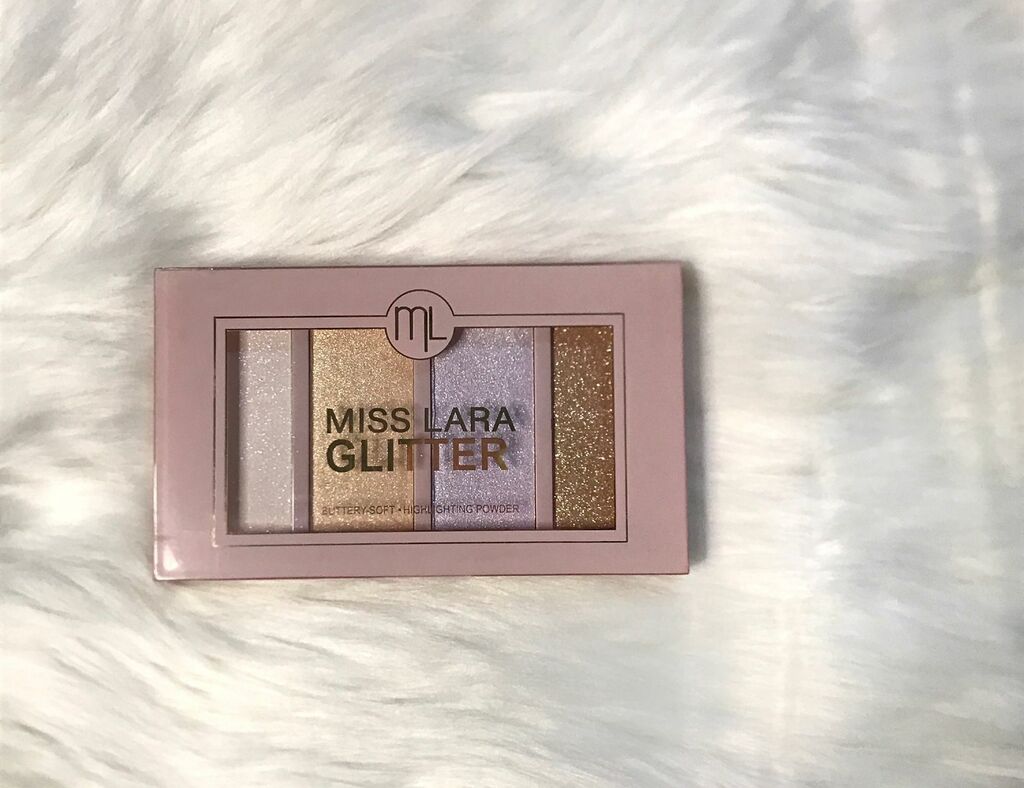 ML
MISS LARA
GLITTER
BUTTERY-SOFT • HIGHLIGHTING POWDER